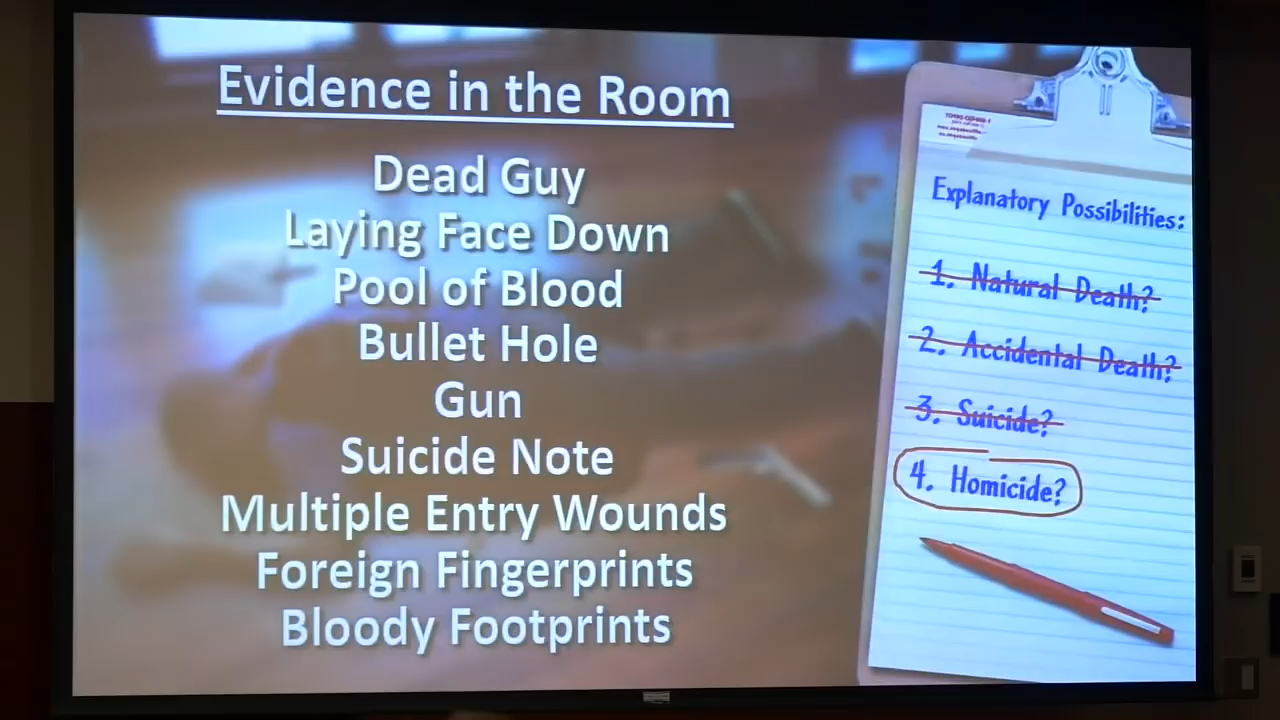 Evidence in the Room
Dead Guy
Laying Face Down
Pool of Blood
Bullet Hole
Gun
Suicide Note
Multiple Entry Wounds
Foreign Fingerprints
Bloody Footprints
Explanatory Possibilities:
1. Natural Death?
2. Accidental Death?
3. Suicide?
4. Homicide?